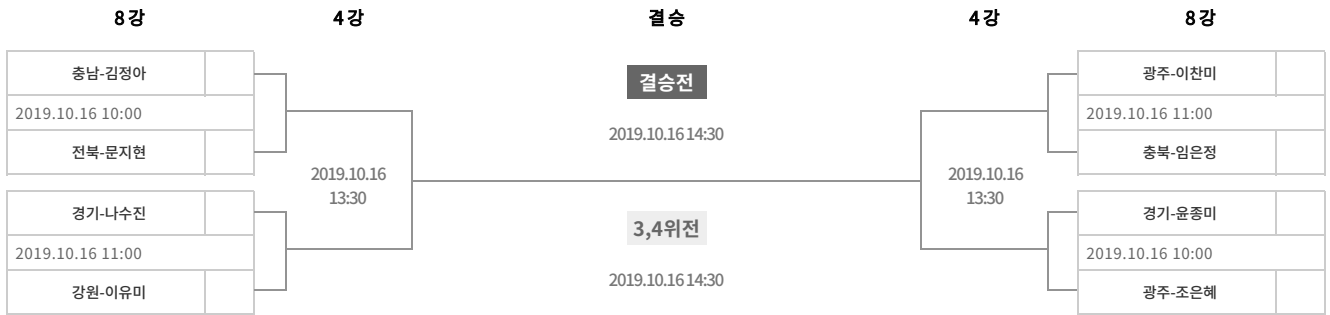 8강 4강 결승 4강 8강
충남-김정아
2019.10.16 10:00
전북-문지현
경기-나수진
2019.10.16 11:00
강원-이유미
2019.10.16
13:30
결승전
2019.10.16 14:30
3,4위전
2019.10.16 14:30
2019.10.16
13:30
광주-이찬미
2019.10.16 11:00
충북-임은정
경기-윤종미
2019.10.16 10:00
광주-조은혜